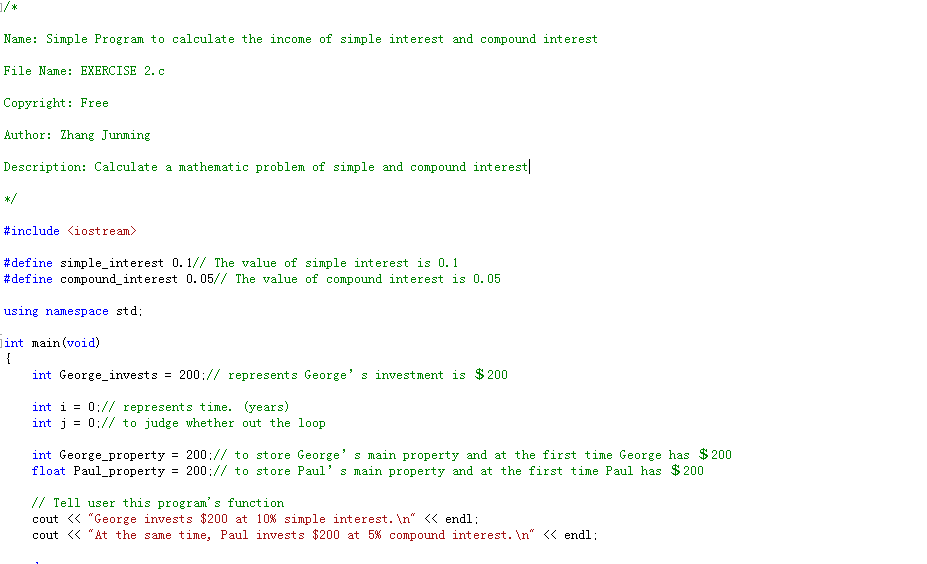 /*
Name: Simple Program to calculate the income of simple interest and compound interest
File Name: EXERCISE 2.c
Copyright: Free
Author: Zhang Junming
Description: Calculate a mathematic problem of simple and compound interest
*/
#include <iostream>
#define simple_interest 0.1// The value of simple interest is 0.1
#define compound_interest 0.05// The value of compound interest is 0.05
using namespace std;
int main(void)
{
int George_invests = 200;// represents George’s investment is $200
int i = 0;// represents time. (years)
int j = 0;// to judge whether out the loop
int George_property = 200;// to store George’s main property and at the first time George has $200
float Paul_property = 200;// to store Paul’s main property and at the first time Paul has $200
// Tell user this program's function
cout << "George invests $200 at 10% simple interest.\n" << endl;
cout << "At the same time, Paul invests $200 at 5% compound interest.\n" << endl;